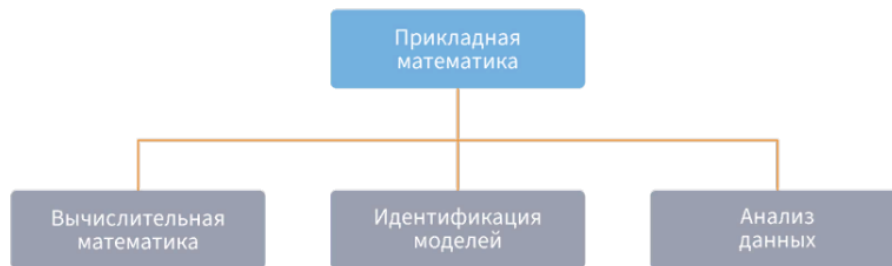 Прикладная
математика
Вычислительная
математика
Идентификация
моделей
Анализ
данных